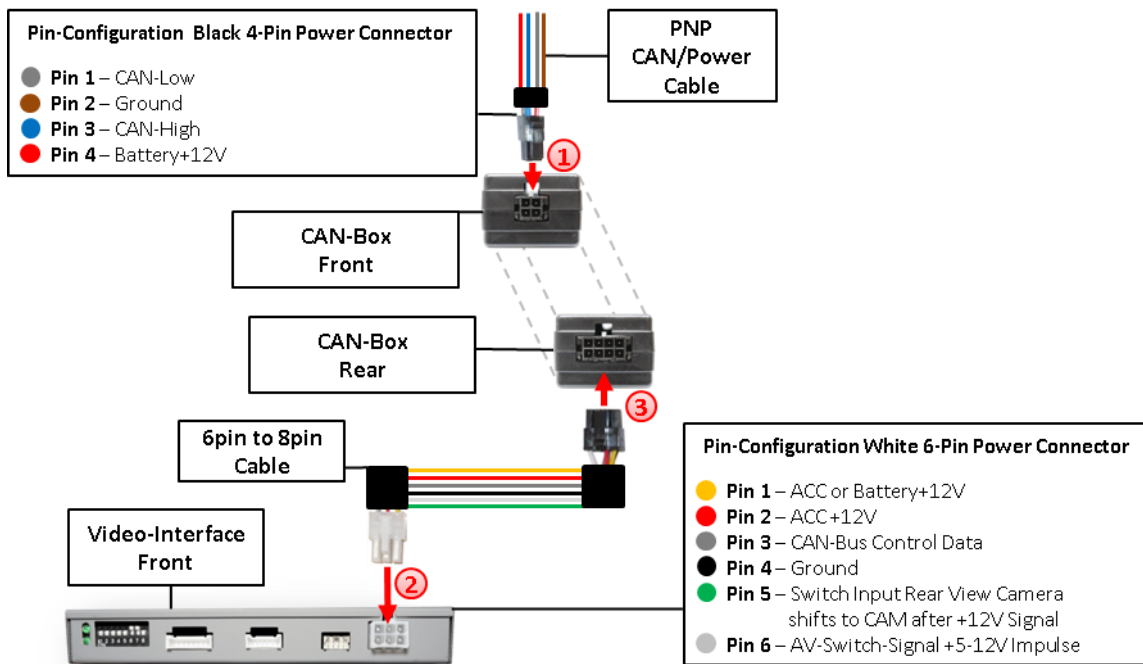 Pin-Configuration Black 4-Pin Power Connector
Pin 1 – CAN-Low
Pin 2 – Ground
Pin 3 – CAN-High
Pin 4 – Battery+12V
PNP
CAN/Power
Cable
1
CAN-Box
Front
CAN-Box
Rear
3
6pin to 8pin
Cable
Video-Interface
Front
2
Pin-Configuration White 6-Pin Power Connector
Pin 1 – ACC or Battery+12V
Pin 2 – ACC +12V
Pin 3 – CAN-Bus Control Data
Pin 4 – Ground
Pin 5 – Switch Input Rear View Camera
shifts to CAM after +12V Signal
Pin 6 – AV-Switch-Signal +5-12V Impulse